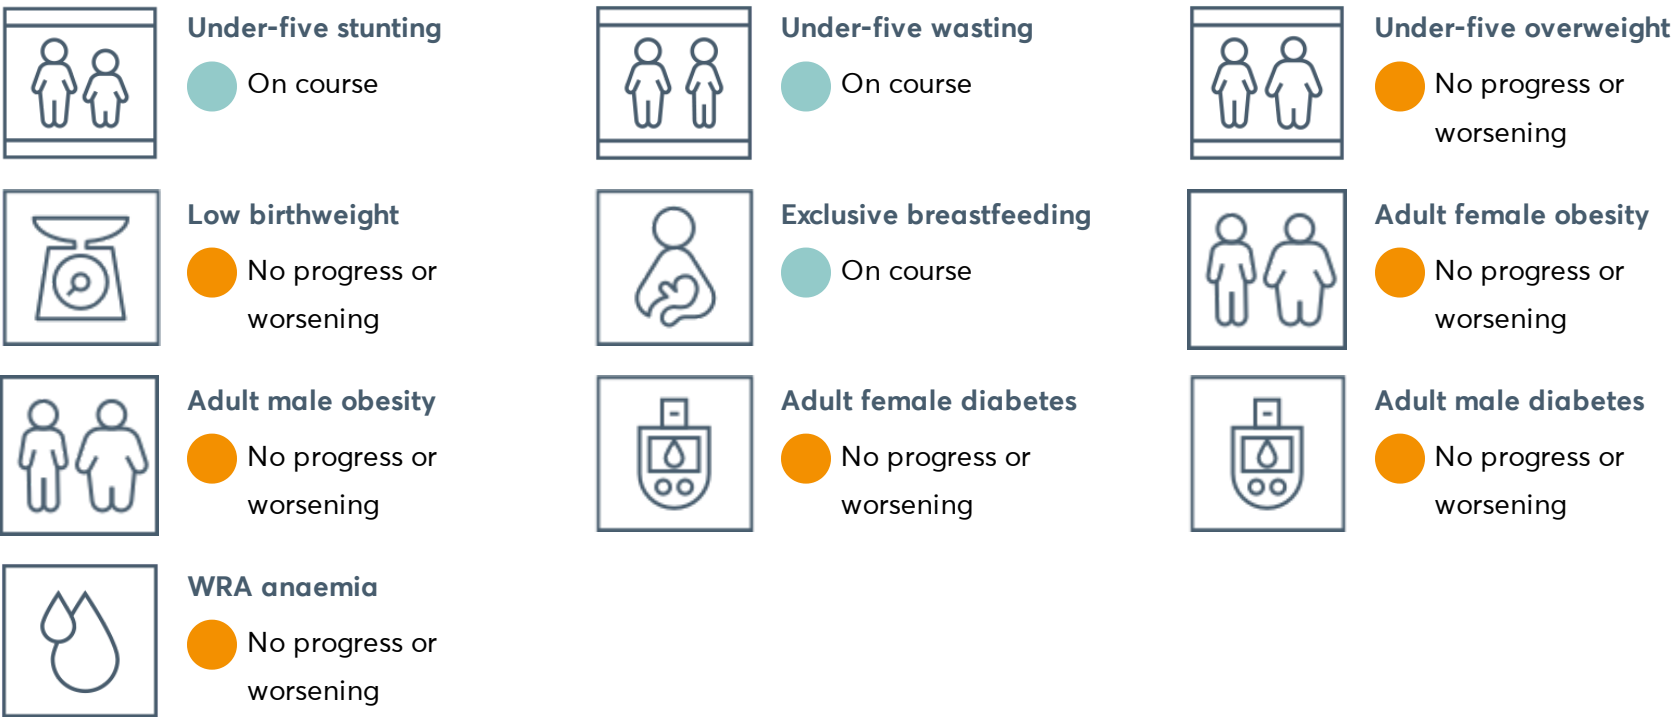 Under-five stunting
On course
Under-five wasting
On course
Under-five overweight
No progress or
worsening
Low birthweight
No progress or
worsening
Exclusive breastfeeding
On course
Adult female obesity
No progress or
worsening
Adult male obesity
No progress or
worsening
Adult female diabetes
No progress or
worsening
Adult male diabetes
No progress or
worsening
WRA anaemia
No progress or
worsening